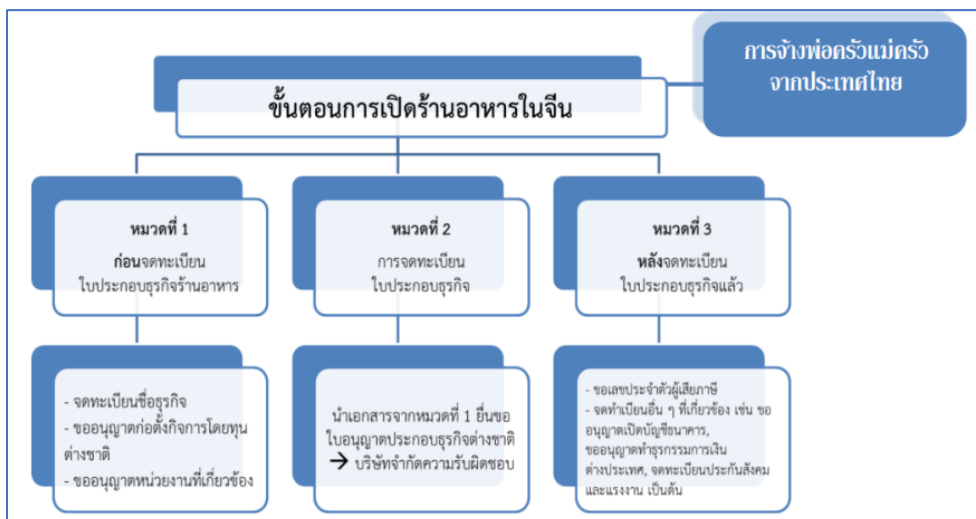 การจ้างพ่อครัวแม่ครัว
จากประเทศไทย
ขั้นตอนการเปิดร้านอาหารในจีน
หมวดที่ 1
ก่อนจดทะเบียน
ใบประกอบธุรกิจร้านอาหาร
หมวดที่ 2
การจดทะเบียน
ใบประกอบธุรกิจ
หมวดที่ 3
หลังจดทะเบียน
ใบประกอบธุรกิจแล้ว
- จดทะเบียนชื่อธุรกิจ
- ขออนุญาตก่อตั้งกิจการโดยทุน
ต่างชาติ
- ขออนุญาตหน่วยงานที่เกี่ยวข้อง
นำเอกสารจากหมวดที่ 1 ยื่นขอ
ใบอนุญาตประกอบธุรกิจต่างชาติ
→ บริษัทจำกัดความรับผิดชอบ
- ขอเลขประจำตัวผู้เสียภาษี
- จดทำเบียนอื่น ๆ ที่เกี่ยวข้อง เช่น ขอ
อนุญาตเปิดบัญชีธนาคาร,
ขออนุญาตทำธุรกรรมการเงิน
ต่างประเทศ, จดทะเบียนประกันสังคม
และแรงงาน เป็นต้น